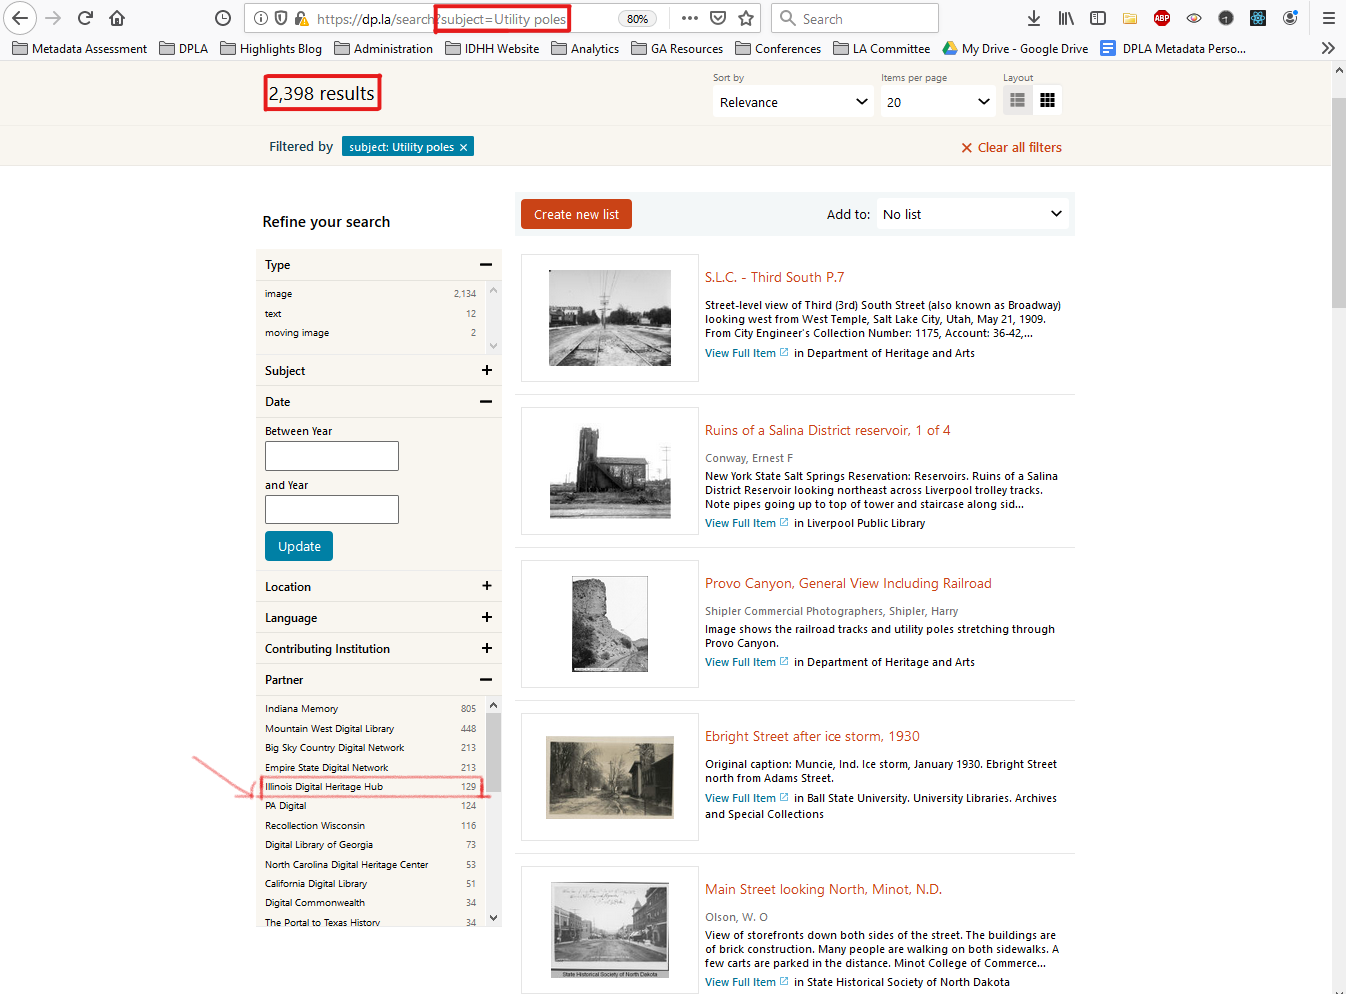 https://dp.la/search?subject=Utility poles
80%
Search
ABP
Metadata Assessment
DPLA
Highlights Blog
Administration
IDHH Website
Analytics
GA Resources
Conferences
LA Committee
My Drive - Google Drive
DPLA Metadata Perso...
2,398 results
Sort by
Relevance
Items per page
20
Layout
Filtered by
subject: Utility poles ×
Clear all filters
Refine your search
Type
image 2,134
text 12
moving image 2
Subject
Date
Between Year
and Year
Update
Location
Language
Contributing Institution
Partner
Indiana Memory 805
Mountain West Digital Library 448
Big Sky Country Digital Network 213
Empire State Digital Network 213
Illinois Digital Heritage Hub 129
PA Digital 124
Recollection Wisconsin 116
Digital Library of Georgia 73
North Carolina Digital Heritage Center 53
California Digital Library 51
Digital Commonwealth 34
The Portal to Texas History 34
Create new list
Add to:
No list
S.L.C. - Third South P.7
Street-level view of Third (3rd) South Street (also known as Broadway)
looking west from West Temple, Salt Lake City, Utah, May 21, 1909.
From City Engineer's Collection Number: 1175, Account: 36-42,...
View Full Item in Department of Heritage and Arts
Ruins of a Salina District reservoir, 1 of 4
Conway, Ernest F
New York State Salt Springs Reservation: Reservoirs. Ruins of a Salina
District Reservoir looking northeast across Liverpool trolley tracks.
Note pipes going up to top of tower and staircase along sid...
View Full Item in Liverpool Public Library
Provo Canyon, General View Including Railroad
Shipler Commercial Photographers, Shipler, Harry
Image shows the railroad tracks and utility poles stretching through
Provo Canyon.
View Full Item in Department of Heritage and Arts
Ebright Street after ice storm, 1930
Original caption: Muncie, Ind. Ice storm, January 1930. Ebright Street
north from Adams Street.
View Full Item in Ball State University. University Libraries. Archives
and Special Collections
Main Street looking North, Minot, N.D.
Olson, W. O
View of storefronts down both sides of the street. The buildings are
of brick construction. Many people are walking on both sidewalks. A
few carts are parked in the distance. Minot College of Commerce...
View Full Item in State Historical Society of North Dakota
State Historical Society of North Dakota